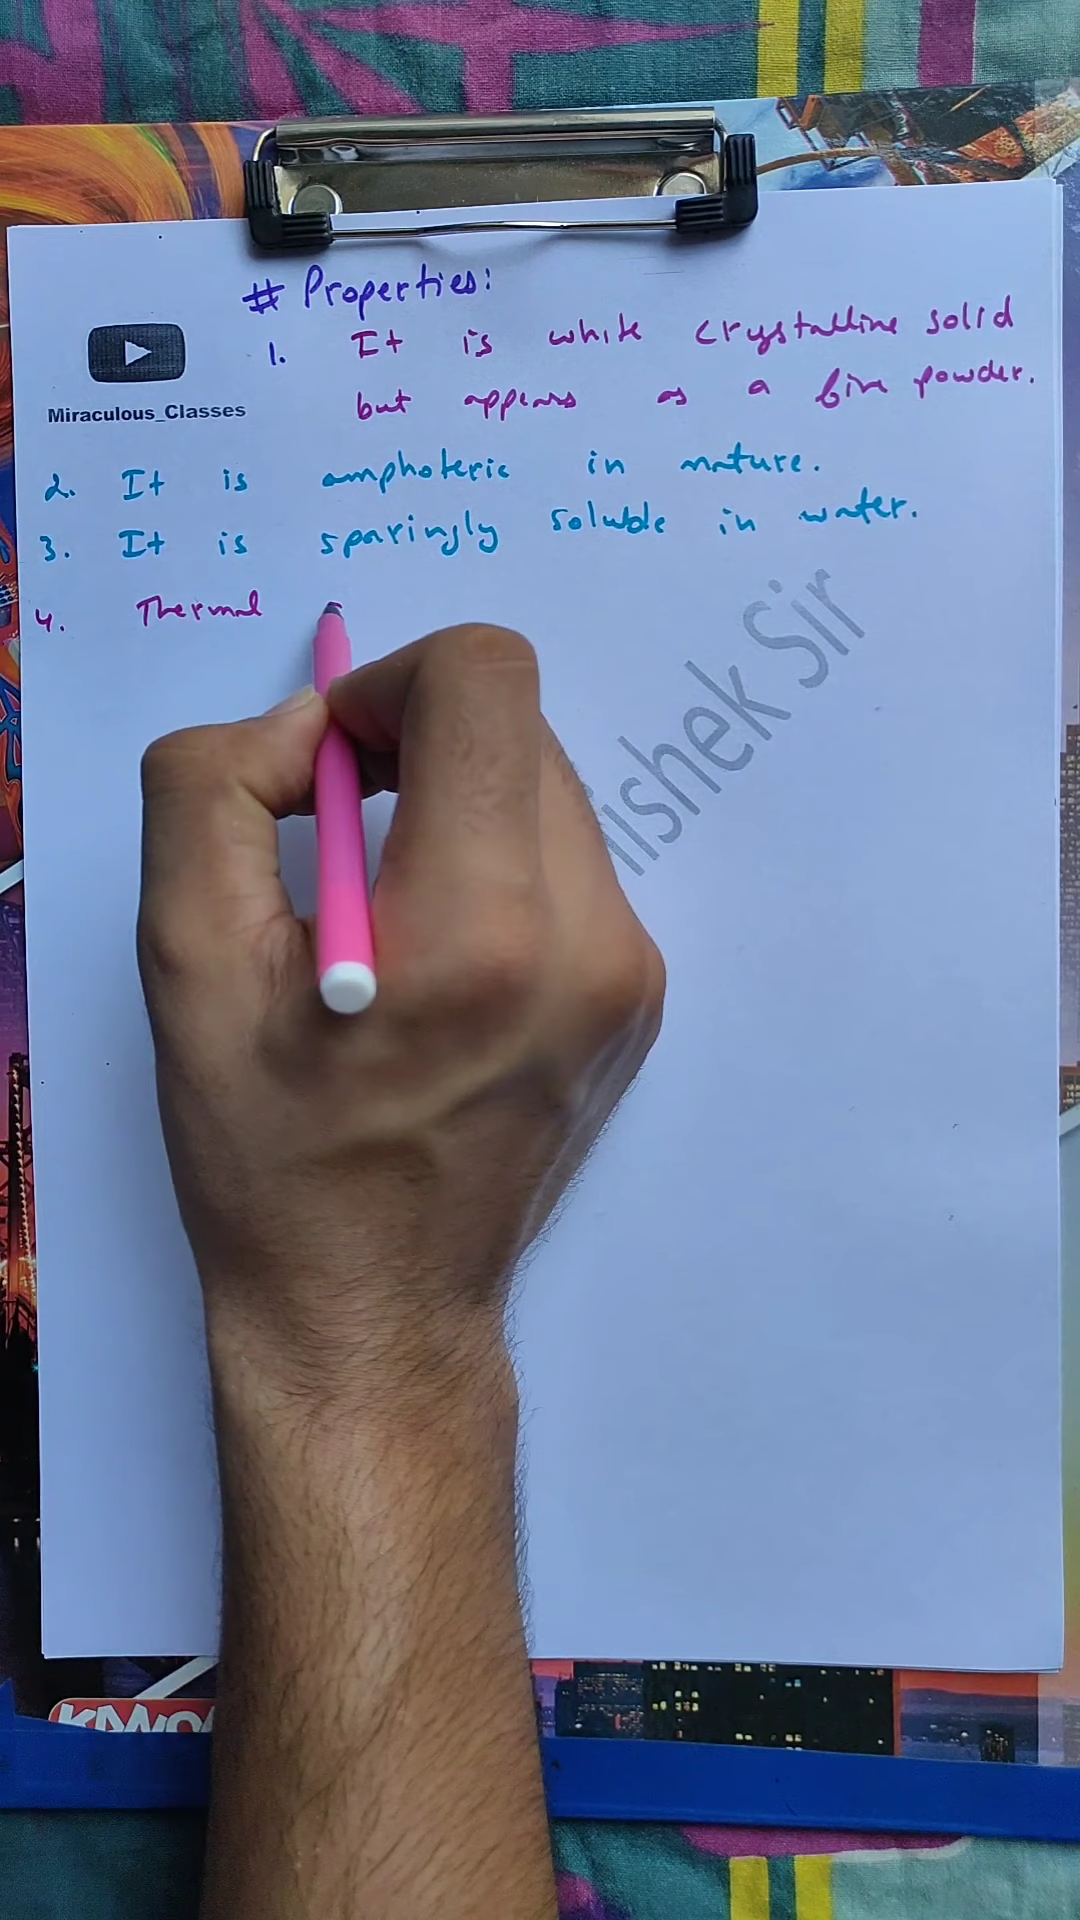 # Properties:
1. It is white crystalline solid
but appears as a fine powder.
Miraculous_Classes
2. It is amphoteric in nature.
3. It is sparingly soluble in water.
4. Thermal
Sir